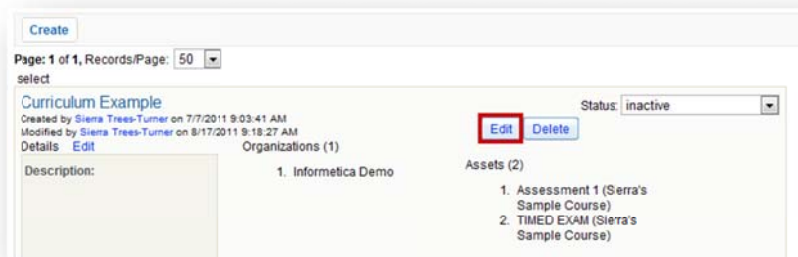 Create
Page: 1 of 1, Records/Page: 50
select
Curriculum Example
Status: inactive
Created by Sierra Trees-Turner on 7/7/2011 9:03:41 AM
Modified by Sierra Trees-Turner on 8/17/2011 9:18:27 AM
Edit Delete
Details Edit
Organizations (1)
Assets (2)
Description:
1. Informetica Demo
1. Assessment 1 (Serra's
Sample Course)
2. TIMED EXAM (Sierra's
Sample Course)